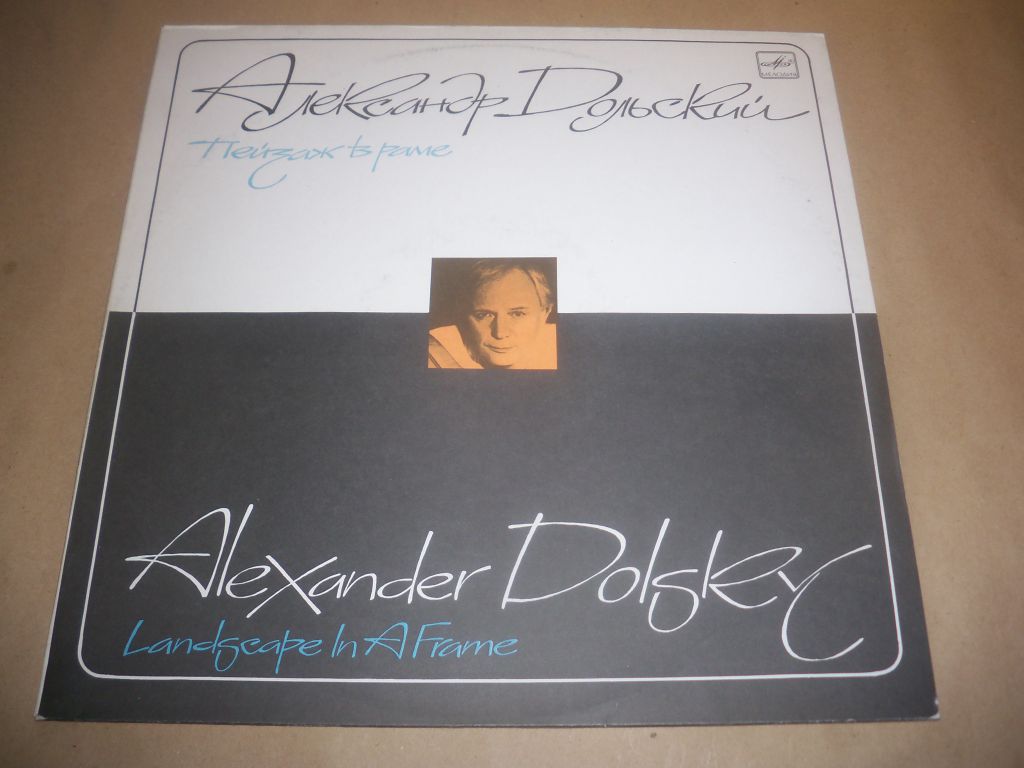 Александр Дольский
МЕЛОДИЯ
Пейзаж в раме
Alexander Dolsky
Landscape In A Frame